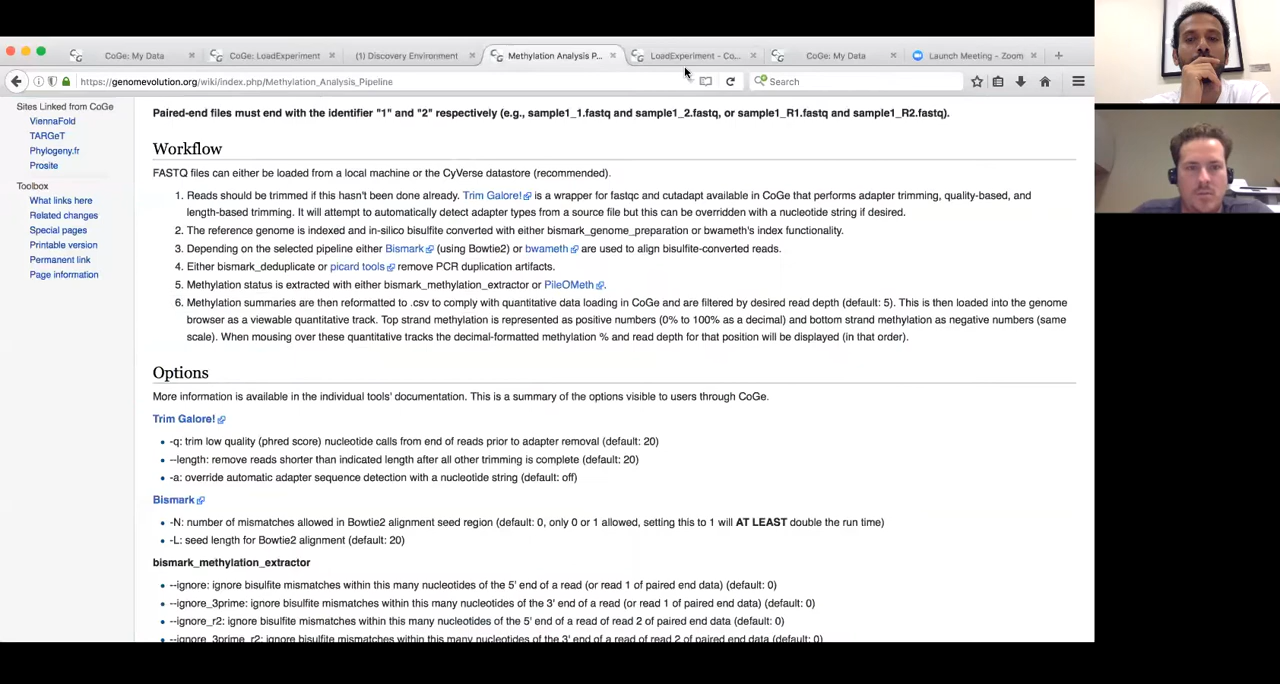 CoGe: My Data
CoGe: LoadExperiment
(1) Discovery Environment
Methylation Analysis P...
LoadExperiment - Co...
CoGe: My Data
Launch Meeting - Zoom
https://genomevolution.org/wiki/index.php/Methylation_Analysis_Pipeline
Search
Sites Linked from CoGe
ViennaFold
TARGeT
Phylogeny.fr
Prosite
Toolbox
What links here
Related changes
Special pages
Printable version
Permanent link
Page information
Paired-end files must end with the identifier "1" and "2" respectively (e.g., sample1_1.fastq and sample1_2.fastq, or sample1_R1.fastq and sample1_R2.fastq).
Workflow
FASTQ files can either be loaded from a local machine or the CyVerse datastore (recommended).
1. Reads should be trimmed if this hasn't been done already. Trim Galore! is a wrapper for fastqc and cutadapt available in CoGe that performs adapter trimming, quality-based, and
length-based trimming. It will attempt to automatically detect adapter types from a source file but this can be overridden with a nucleotide string if desired.
2. The reference genome is indexed and in-silico bisulfite converted with either bismark_genome_preparation or bwameth's index functionality.
3. Depending on the selected pipeline either Bismark (using Bowtie2) or bwameth are used to align bisulfite-converted reads.
4. Either bismark_deduplicate or picard tools remove PCR duplication artifacts.
5. Methylation status is extracted with either bismark_methylation_extractor or PileOMeth.
6. Methylation summaries are then reformatted to .csv to comply with quantitative data loading in CoGe and are filtered by desired read depth (default: 5). This is then loaded into the genome
browser as a viewable quantitative track. Top strand methylation is represented as positive numbers (0% to 100% as a decimal) and bottom strand methylation as negative numbers (same
scale). When mousing over these quantitative tracks the decimal-formatted methylation % and read depth for that position will be displayed (in that order).
Options
More information is available in the individual tools' documentation. This is a summary of the options visible to users through CoGe.
Trim Galore!
-q: trim low quality (phred score) nucleotide calls from end of reads prior to adapter removal (default: 20)
--length: remove reads shorter than indicated length after all other trimming is complete (default: 20)
-a: override automatic adapter sequence detection with a nucleotide string (default: off)
Bismark
-N: number of mismatches allowed in Bowtie2 alignment seed region (default: 0, only 0 or 1 allowed, setting this to 1 will AT LEAST double the run time)
-L: seed length for Bowtie2 alignment (default: 20)
bismark_methylation_extractor
--ignore: ignore bisulfite mismatches within this many nucleotides of the 5' end of a read (or read 1 of paired end data) (default: 0)
--ignore_3prime: ignore bisulfite mismatches within this many nucleotides of the 3' end of a read (or read 1 of paired end data) (default: 0)
--ignore_r2: ignore bisulfite mismatches within this many nucleotides of the 5' end of a read of read 2 of paired end data) (default: 0)
--ignore_3prime_r2: ignore bisulfite mismatches within this many nucleotides of the 3' end of a read of read 2 of paired end data) (default: 0)